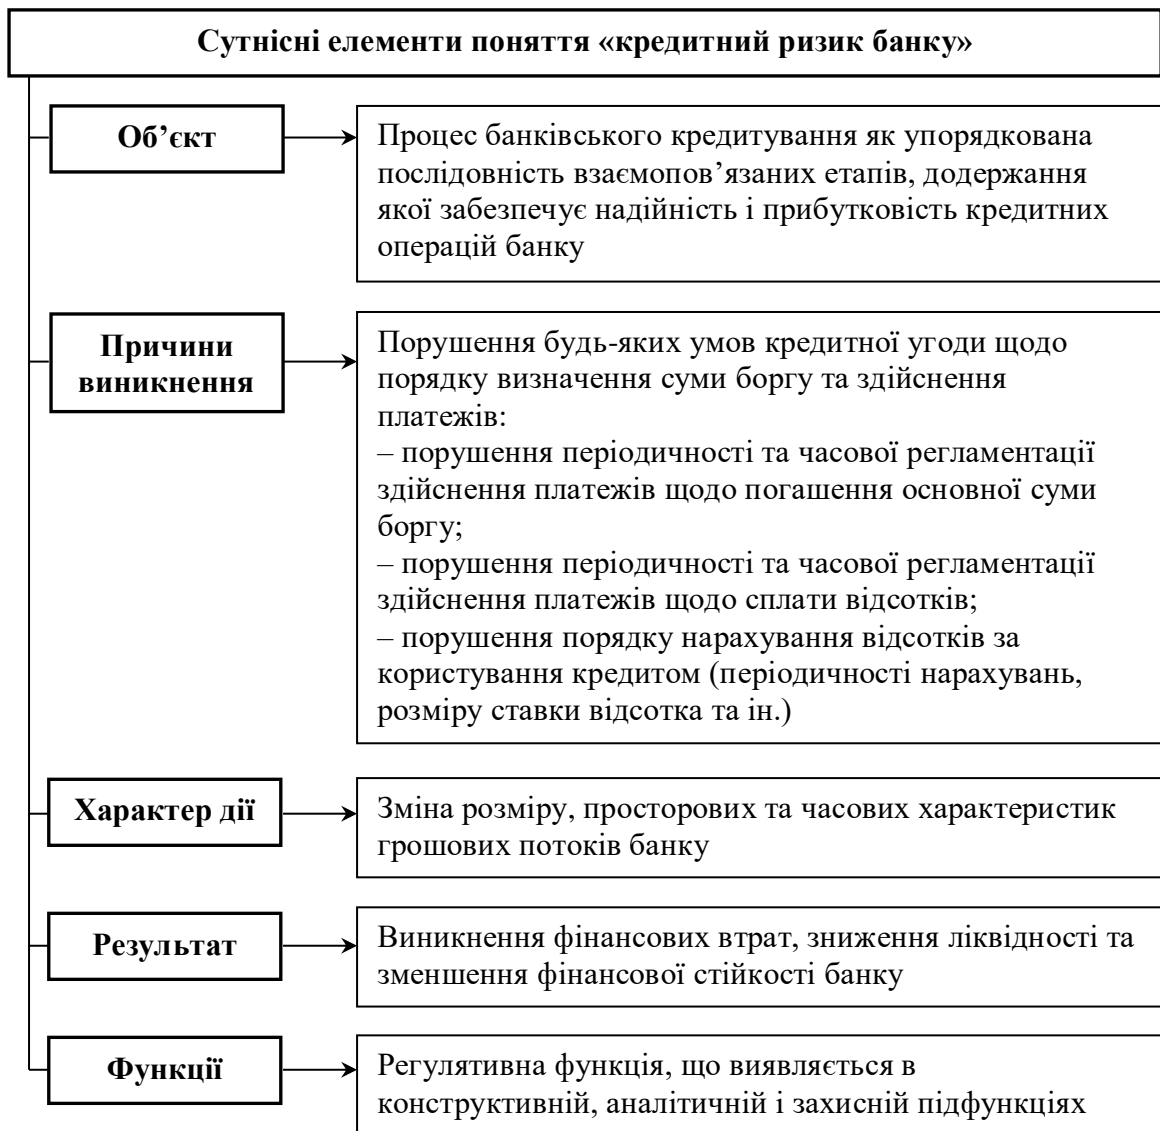 Сутнісні елементи поняття «кредитний ризик банку»
Об’єкт
Процес банківського кредитування як упорядкована
послідовність взаємопов’язаних етапів, додержання
якої забезпечує надійність і прибутковість кредитних
операцій банку
Причини
виникнення
Порушення будь-яких умов кредитної угоди щодо
порядку визначення суми боргу та здійснення
платежів:
– порушення періодичності та часової регламентації
здійснення платежів щодо погашення основної суми
боргу;
– порушення періодичності та часової регламентації
здійснення платежів щодо сплати відсотків;
– порушення порядку нарахування відсотків за
користування кредитом (періодичності нарахувань,
розміру ставки відсотка та ін.)
Характер дії
Зміна розміру, просторових та часових характеристик
грошових потоків банку
Результат
Виникнення фінансових втрат, зниження ліквідності та
зменшення фінансової стійкості банку
Функції
Регулятивна функція, що виявляється в
конструктивній, аналітичній і захисній підфункціях